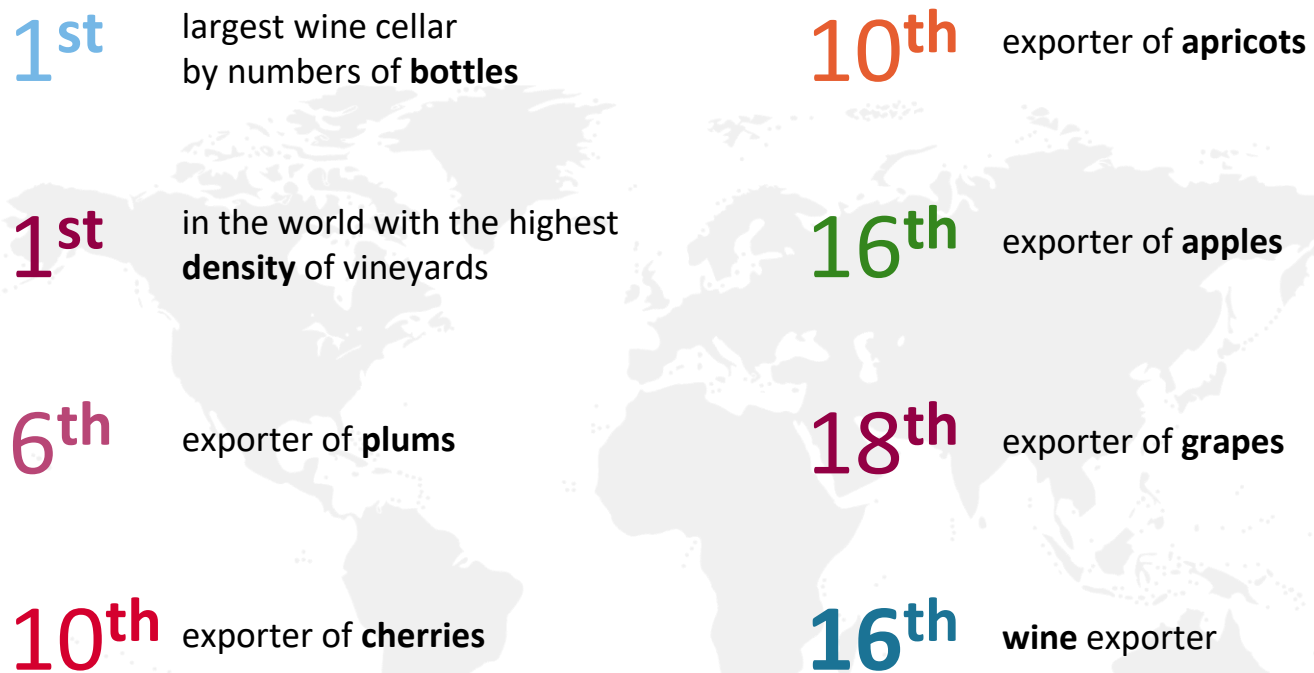 1st
largest wine cellar
by numbers of bottles
1st
in the world with the highest
density of vineyards
6th
exporter of plums
10th
exporter of cherries
10th
exporter of apricots
16th
exporter of apples
18th
exporter of grapes
16th
wine exporter